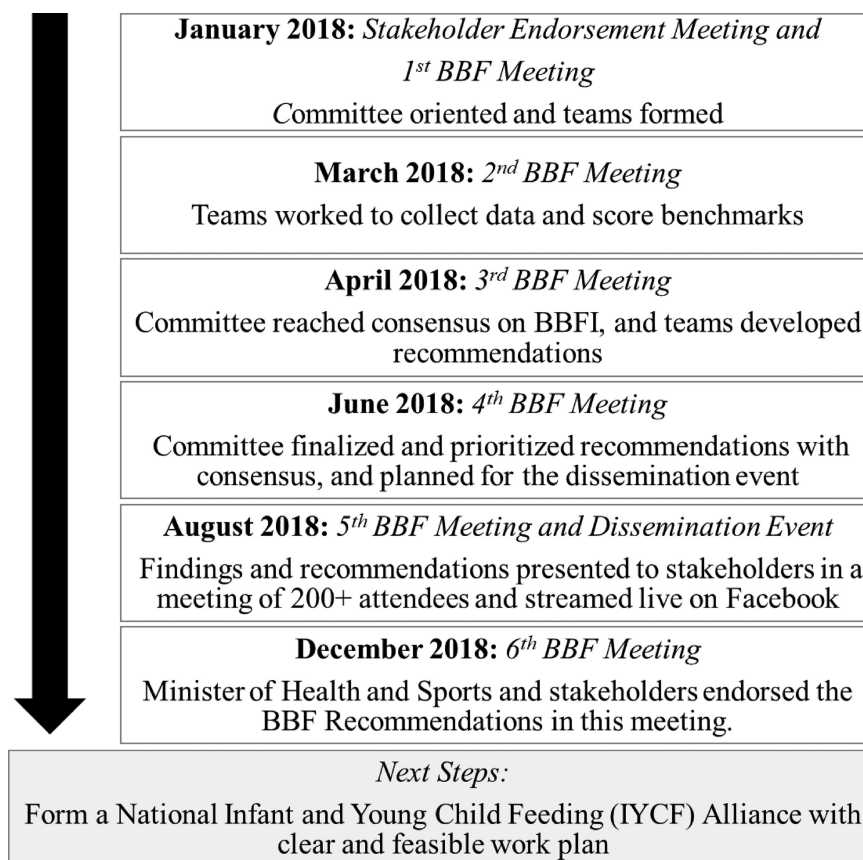 January 2018: Stakeholder Endorsement Meeting and
1st BBF Meeting
Committee oriented and teams formed
March 2018: 2nd BBF Meeting
Teams worked to collect data and score benchmarks
April 2018: 3rd BBF Meeting
Committee reached consensus on BBFI, and teams developed
recommendations
June 2018: 4th BBF Meeting
Committee finalized and prioritized recommendations with
consensus, and planned for the dissemination event
August 2018: 5th BBF Meeting and Dissemination Event
Findings and recommendations presented to stakeholders in a
meeting of 200+ attendees and streamed live on Facebook
December 2018: 6th BBF Meeting
Minister of Health and Sports and stakeholders endorsed the
BBF Recommendations in this meeting.
Next Steps:
Form a National Infant and Young Child Feeding (IYCF) Alliance with
clear and feasible work plan